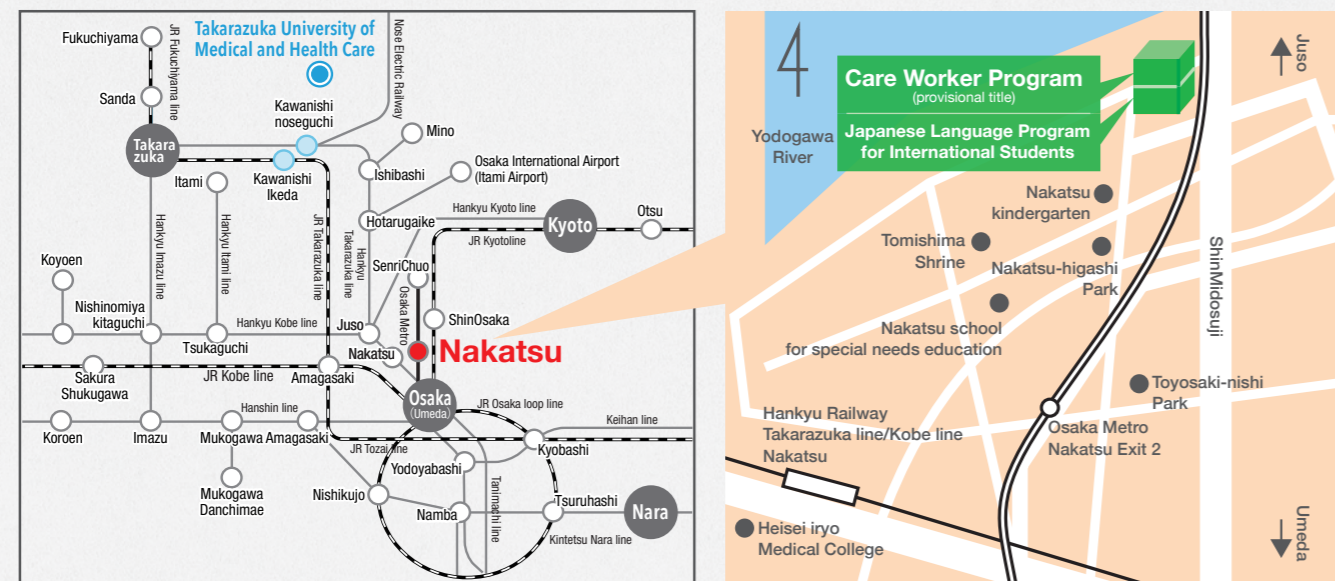 Takarazuka University of
Medical and Health Care
Fukuchiyama
JR Fukuchiyama line
Nose Electric Railway
Sanda
Kawanishi
noseguchi
Mino
Takara
zuka
Itami
Kawanishi
Ikeda
Ishibashi
Osaka International Airport
(Itami Airport)
Hotarugaike
Hankyu Kyoto line
Kyoto
Otsu
JR Kyotoline
Hankyu Imazu line
Hankyu Itami line
JR Takarazuka line
Hankyu
Takarazuka line
Koyoen
SenriChuo
Osaka Metro
Nishinomiya
kitaguchi
Hankyu Kobe line
Tsukaguchi
Juso
ShinOsaka
Nakatsu
Nakatsu
JR Kobe line
Amagasaki
Sakura
Shukugawa
Osaka
(Umeda)
JR Osaka loop line
Hanshin line
Keihan line
Koroen
Imazu
Mukogawa
Amagasaki
JR Tozai line
Kyobashi
Yodoyabashi
Mukogawa
Danchimae
Nishikujo
Tanimachi line
Tsuruhashi
Namba
Nara
Kintetsu Nara line
4
Juso
Care Worker Program
(provisional title)
Japanese Language Program
for International Students
Yodogawa
River
Nakatsu
kindergarten
Tomishima
Shrine
Nakatsu-higashi
Park
ShinMidosuji
Nakatsu school
for special needs education
Toyosaki-nishi
Park
Hankyu Railway
Takarazuka line/Kobe line
Nakatsu
Osaka Metro
Nakatsu Exit 2
Heisei iryo
Medical College
Umeda